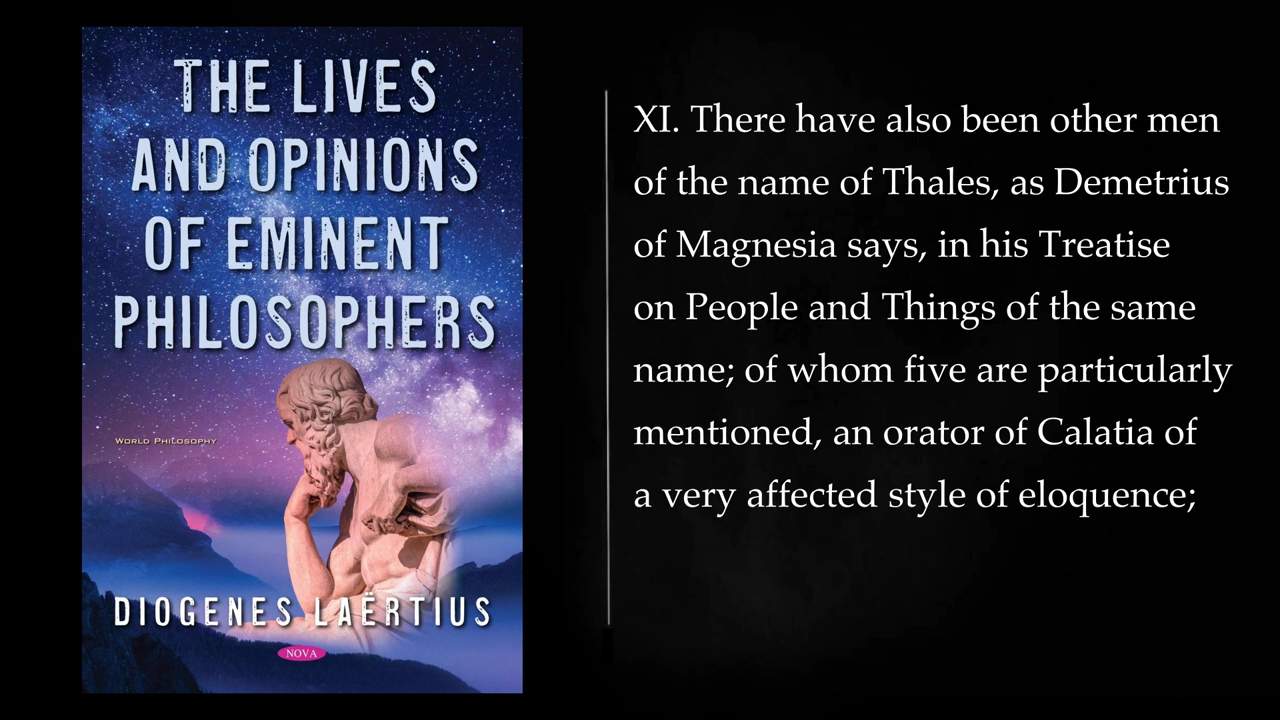 THE LIVES
AND OPINIONS
OF EMINENT
PHILOSOPHERS
WORLD PHILOSOPHY
DIOGENES LAËRTIUS
NOVA
XI. There have also been other men
of the name of Thales, as Demetrius
of Magnesia says, in his Treatise
on People and Things of the same
name; of whom five are particularly
mentioned, an orator of Calatia of
a very affected style of eloquence;